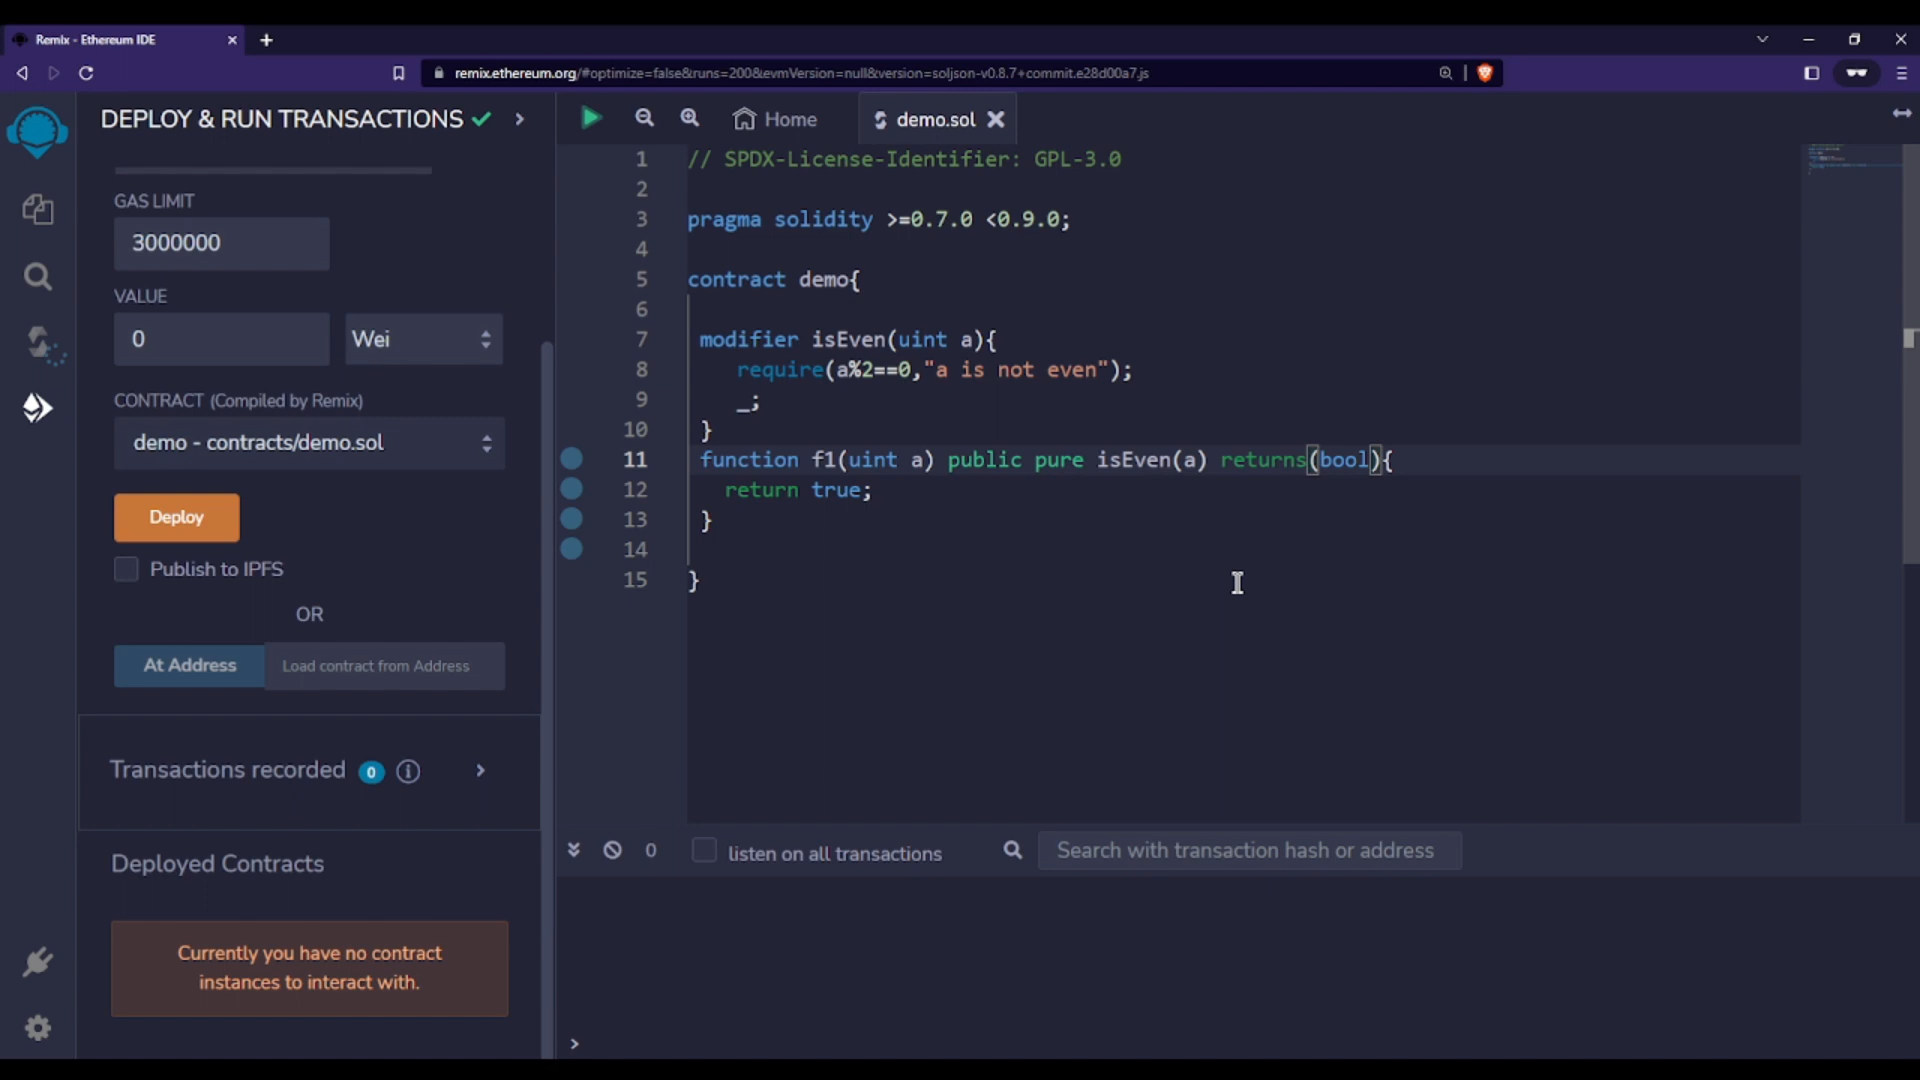 Remix - Ethereum IDE
remix.ethereum.org/#optimize=false&runs=200&evmVersion=null&version=soljson-v0.8.7+commit.e28d00a7.js
DEPLOY & RUN TRANSACTIONS
GAS LIMIT
3000000
VALUE
0 Wei
CONTRACT (Compiled by Remix)
demo - contracts/demo.sol
Deploy
Publish to IPFS
OR
At Address Load contract from Address
Transactions recorded 0 i
Deployed Contracts
Currently you have no contract
instances to interact with.
Home demo.sol
1 // SPDX-License-Identifier: GPL-3.0
2
3 pragma solidity >=0.7.0 <0.9.0;
4
5 contract demo{
6
7 modifier isEven(uint a){
8 require(a%2==0,"a is not even");
9 _;
10 }
11 function f1(uint a) public pure isEven(a) returns(bool){
12 return true;
13 }
14
15 }
0 listen on all transactions Search with transaction hash or address
>